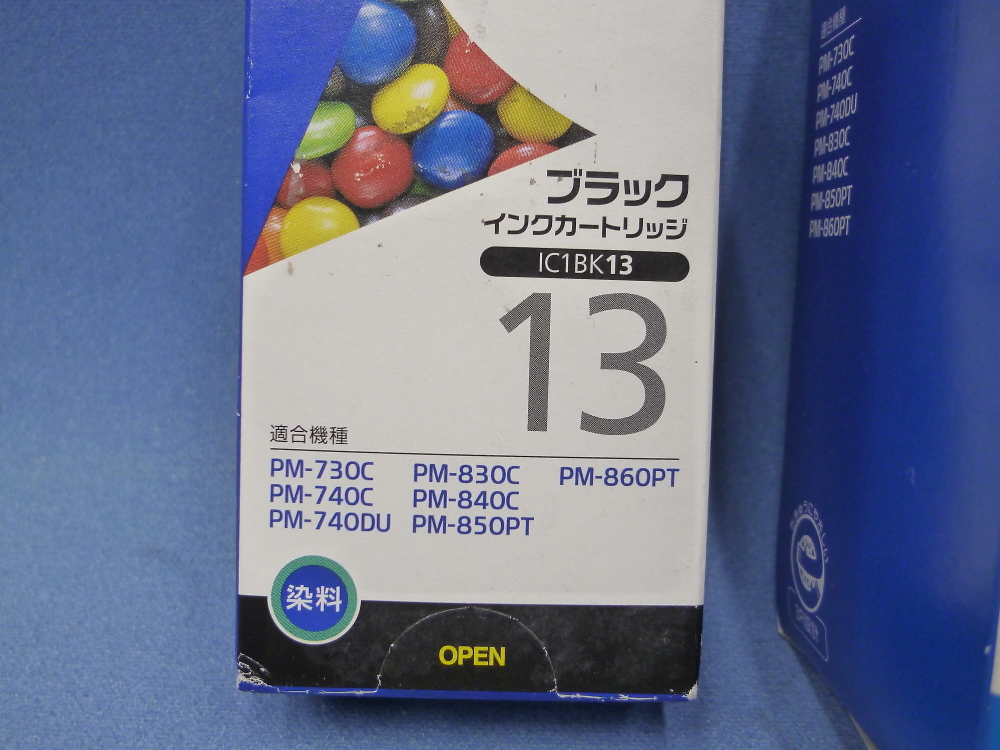 ブラック
インクカートリッジ
IC1BK13
13
適合機種
PM-730C PM-830C PM-860PT
PM-740C PM-840C
PM-740DU PM-850PT
染料
OPEN
適合機種
PM-730C
PM-740C
PM-740DU
PM-830C
PM-840C
PM-850PT
PM-860PT